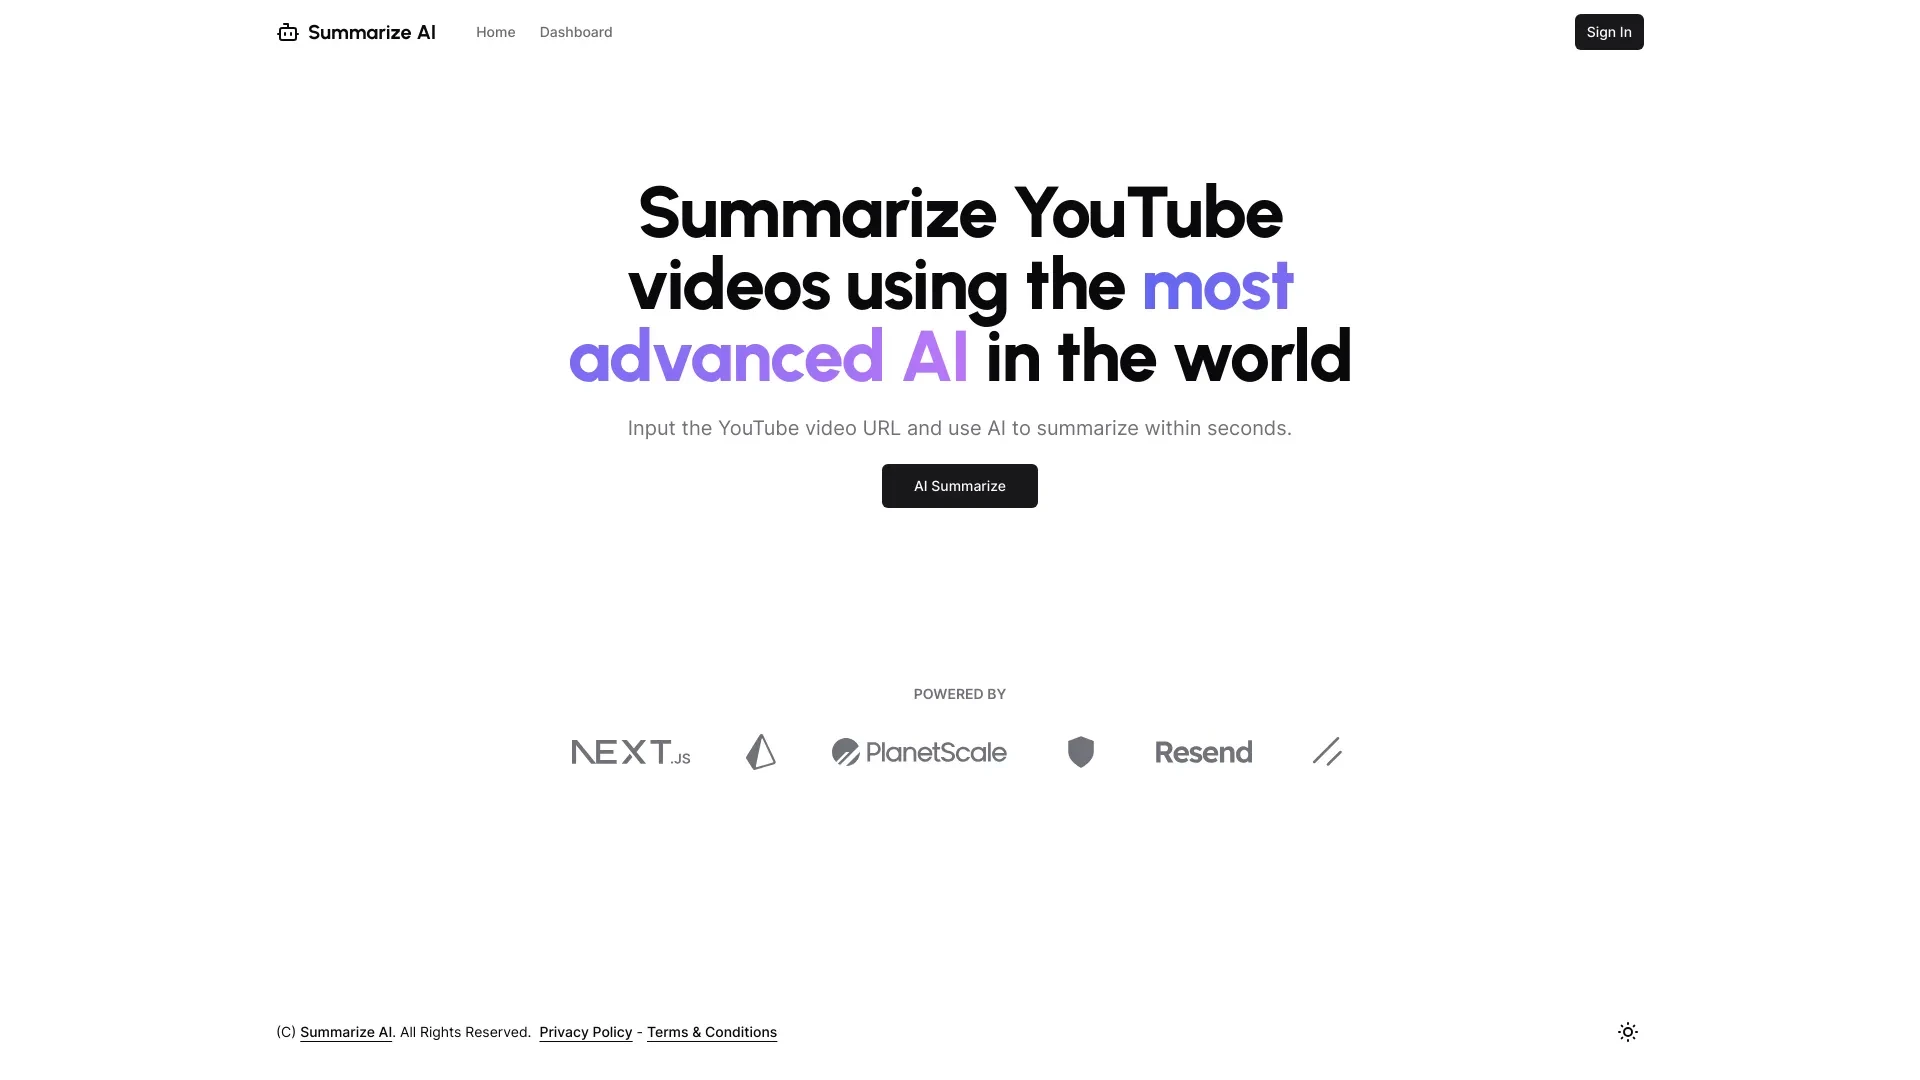 Summarize AI
Home
Dashboard
Sign In
Summarize YouTube
videos using the most
advanced AI in the world
Input the YouTube video URL and use AI to summarize within seconds.
AI Summarize
POWERED BY
NEXT.JS
PlanetScale
Resend
(C) Summarize AI. All Rights Reserved. Privacy Policy - Terms & Conditions